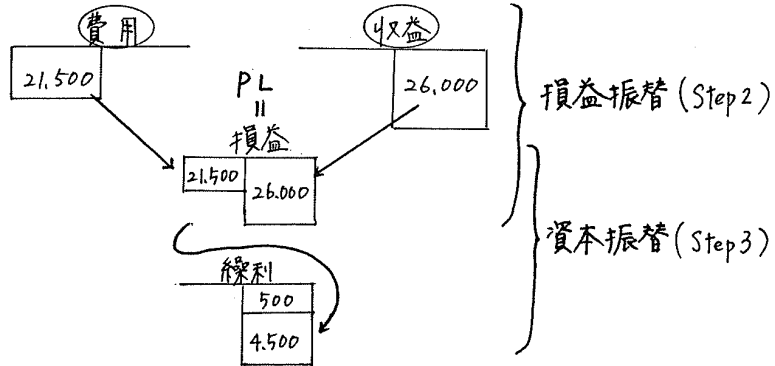 費用
収益
21.500
26.000
PL
=
損益
21.500
26.000
損益振替(Step2)
繰利
500
4.500
資本振替(Step3)